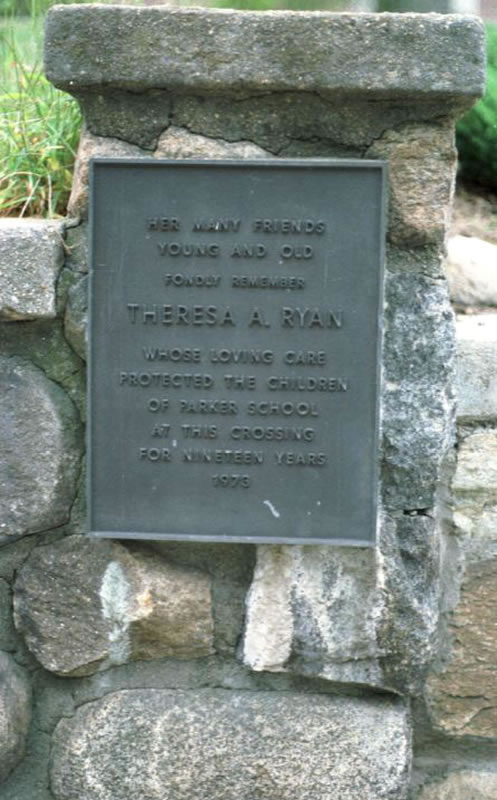 HER MANY FRIENDS
YOUNG AND OLD
FONDLY REMEMBER
THERESA A. RYAN
WHOSE LOVING CARE
PROTECTED THE CHILDREN
OF PARKER SCHOOL
AT THIS CROSSING
FOR NINETEEN YEARS
1973